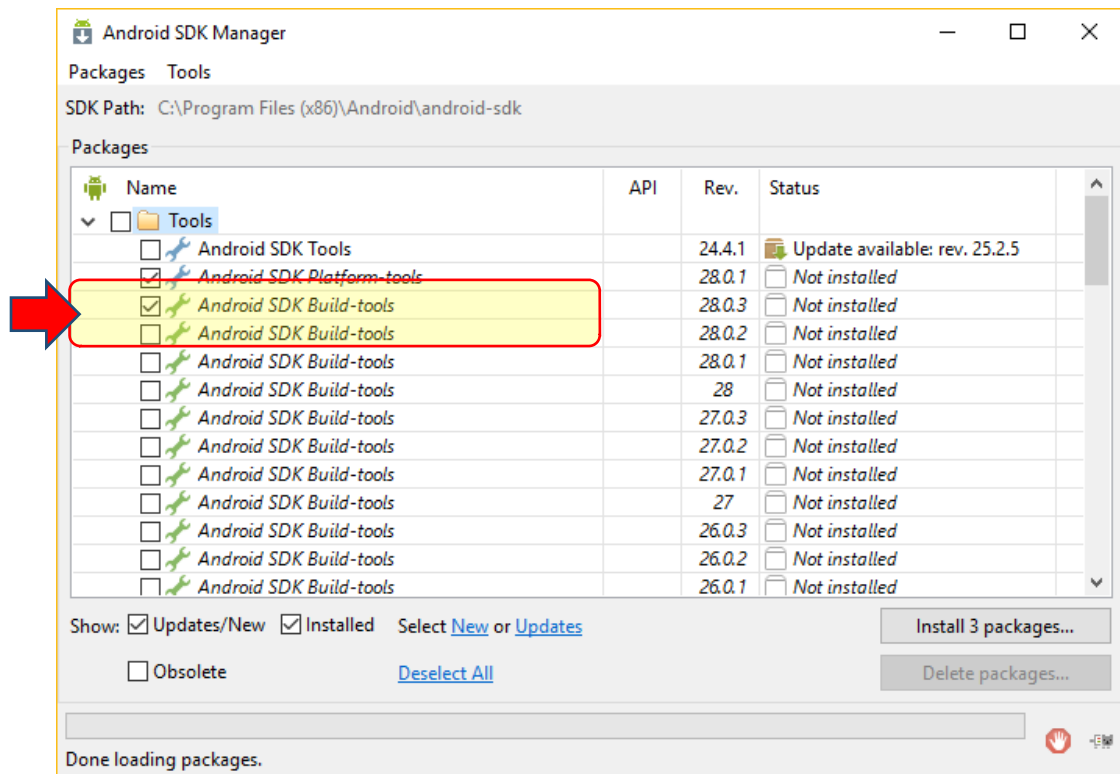 Android SDK Manager
Packages Tools
SDK Path: C:\Program Files (x86)\Android\android-sdk
Packages
Name API Rev. Status
Tools
Android SDK Tools 24.4.1 Update available: rev. 25.2.5
Android SDK Platform-tools 28.0.1 Not installed
Android SDK Build-tools 28.0.3 Not installed
Android SDK Build-tools 28.0.2 Not installed
Android SDK Build-tools 28.0.1 Not installed
Android SDK Build-tools 28 Not installed
Android SDK Build-tools 27.0.3 Not installed
Android SDK Build-tools 27.0.2 Not installed
Android SDK Build-tools 27.0.1 Not installed
Android SDK Build-tools 27 Not installed
Android SDK Build-tools 26.0.3 Not installed
Android SDK Build-tools 26.0.2 Not installed
Android SDK Build-tools 26.0.1 Not installed
Show: Updates/New Installed Select New or Updates Install 3 packages...
Obsolete Deselect All Delete packages...
Done loading packages.